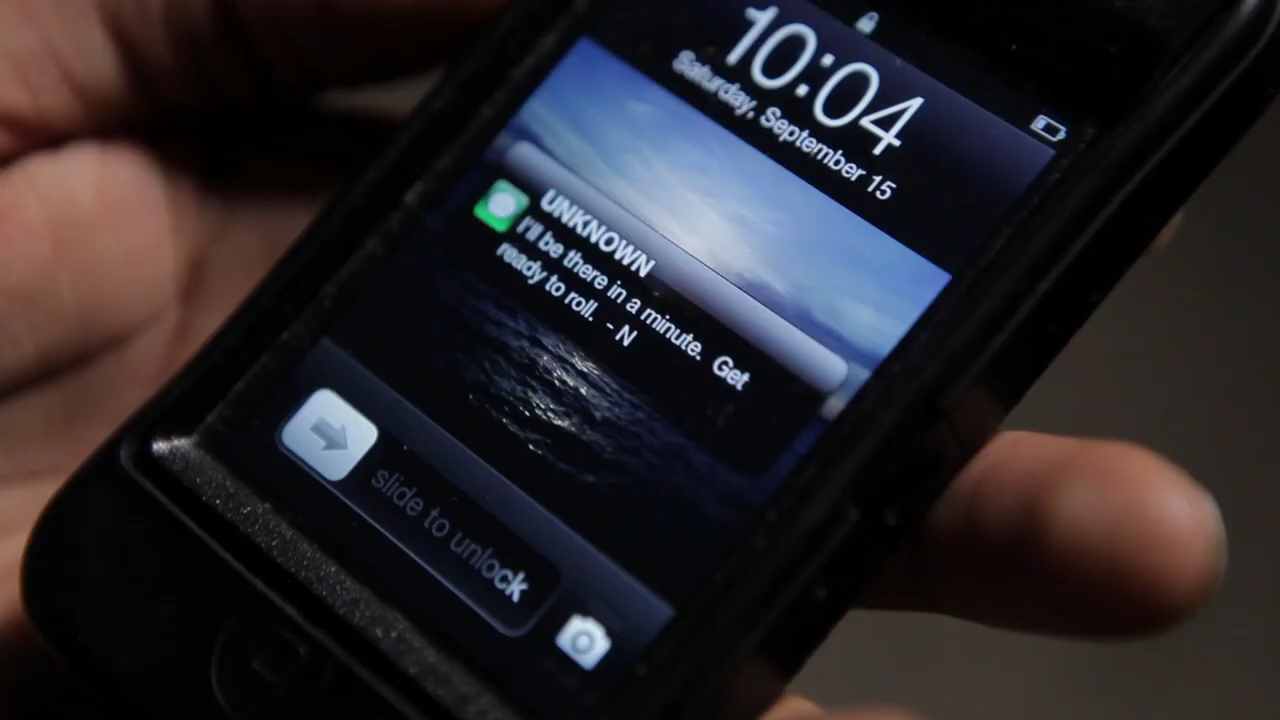 10:04
Saturday, September 15
UNKNOWN
I'll be there in a minute. Get
ready to roll. - N
slide to unlock